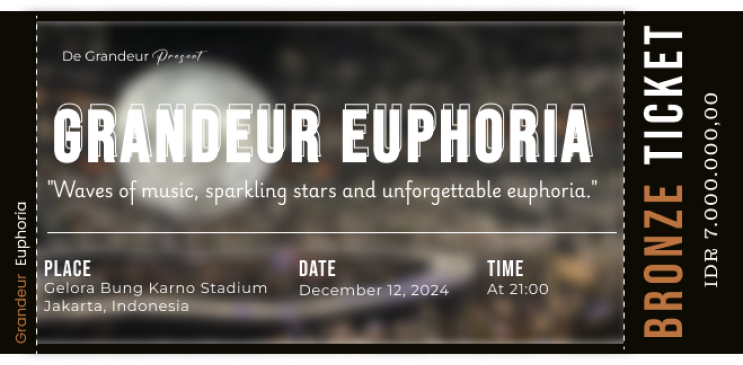 De Grandeur Present
GRANDEUR EUPHORIA
"Waves of music, sparkling stars and unforgettable euphoria."
PLACE
Gelora Bung Karno Stadium
Jakarta, Indonesia
DATE
December 12, 2024
TIME
At 21:00
Grandeur Euphoria
BRONZE TICKET
IDR 7.000.000,00